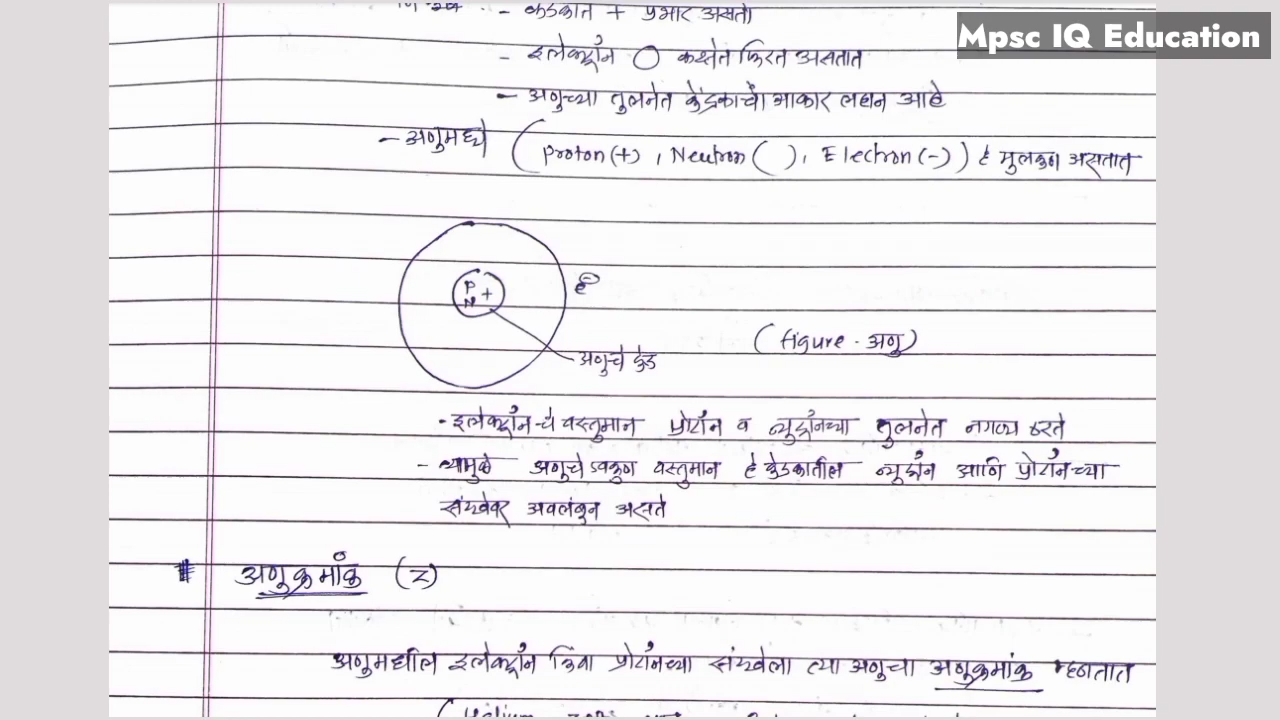 Mpsc IQ Education
- केंद्रकात + प्रभार असतो
- इलेक्ट्रॉन ○ कक्षेत फिरत असतात
- अणुच्या तुलनेत केंद्रकाचा आकार लहान आहे
- अणुमध्ये ( Proton(+) , Neutron( ), Electron(-) ) हे मुलकण असतात
P +
N
e-
(figure - अणु)
अणुचे केंद्र
- इलेक्ट्रॉन-चे वस्तुमान प्रोटॉन व न्युट्रॉनच्या तुलनेत नगण्य ठरते
- त्यामुळे अणुचे एकुण वस्तुमान हे केंद्रकातील न्युट्रॉन आणि प्रोटॉनच्या
संख्येवर अवलंबुन असते
# अणुक्रमांक (Z)
अणुमधील इलेक्ट्रॉन किंवा प्रोटॉनच्या संख्येला त्या अणुचा अणुक्रमांक म्हणतात